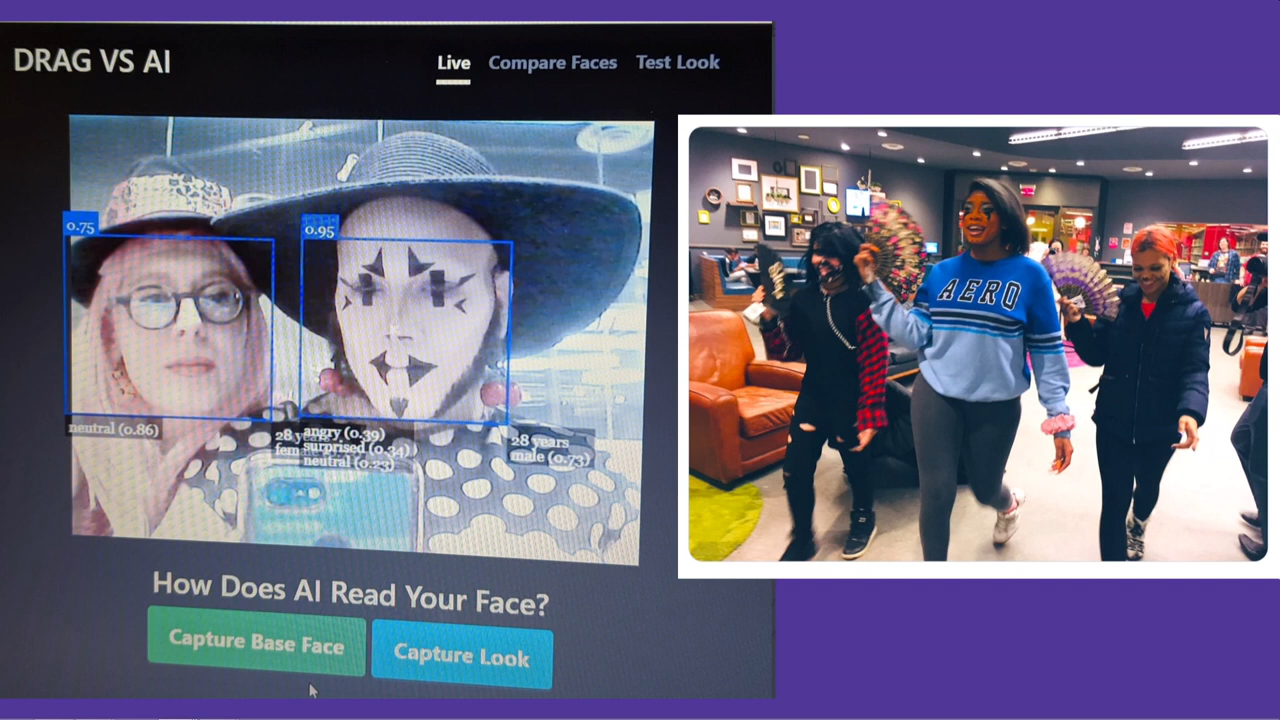 DRAG VS AI
Live Compare Faces Test Look
0.75
0.95
neutral (0.86)
28 years
angry (0.39)
surprised (0.34)
neutral (0.23)
28 years
male (0.73)
How Does AI Read Your Face?
Capture Base Face
Capture Look
AERO